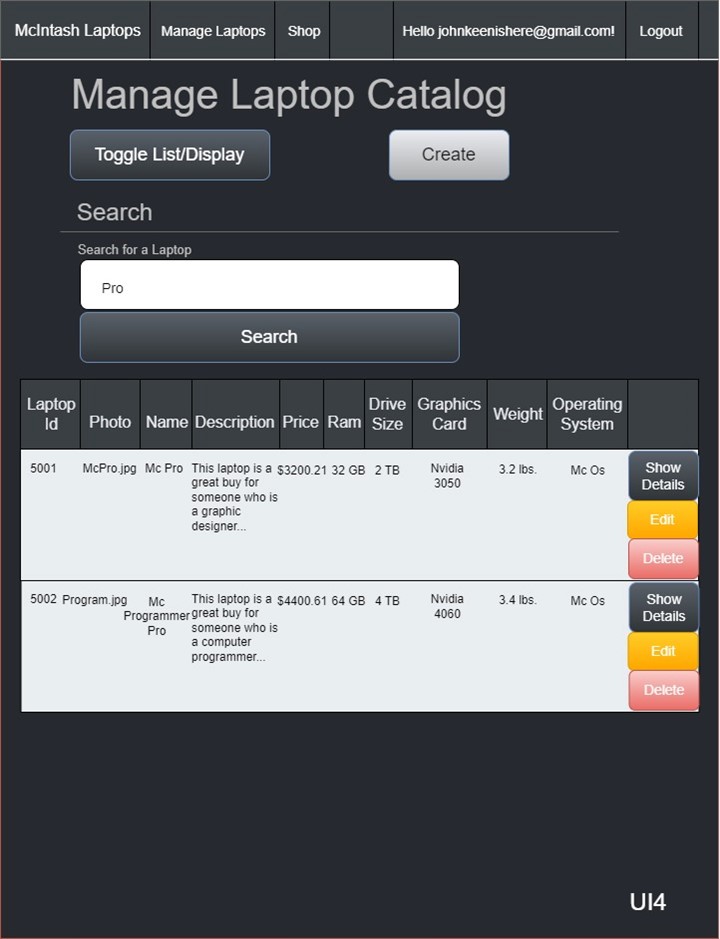 McIntash Laptops Manage Laptops Shop Hello johnkeenishere@gmail.com! Logout
Manage Laptop Catalog
Toggle List/Display Create
Search
Search for a Laptop
Pro
Search
Laptop Id Photo Name Description Price Ram Drive Size Graphics Card Weight Operating System
5001 McPro.jpg Mc Pro This laptop is a $3200.21 32 GB 2 TB Nvidia 3.2 lbs. Mc Os Show
great buy for 3050 Details
someone who is
a graphic Edit
designer...
Delete
5002 Program.jpg Mc This laptop is a $4400.61 64 GB 4 TB Nvidia 3.4 lbs. Mc Os Show
Programmer great buy for 4060 Details
Pro someone who is
a computer Edit
programmer...
Delete
UI4